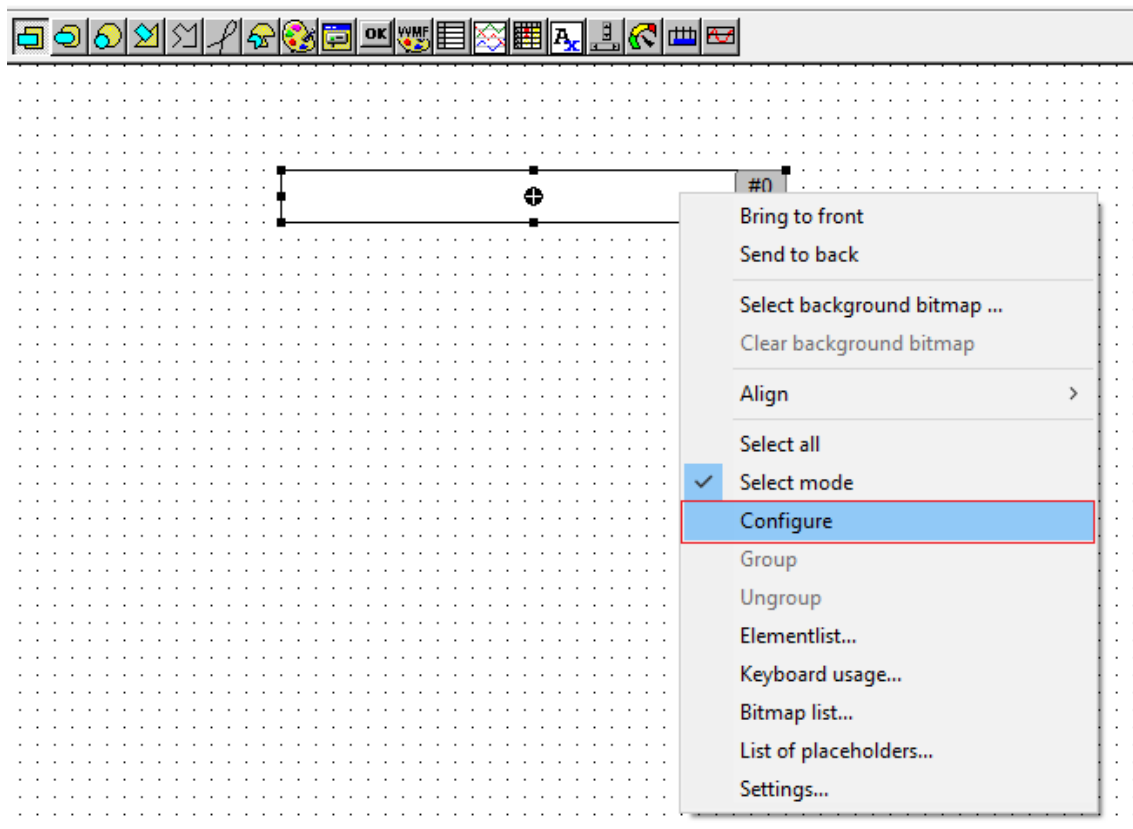 OK
WMF
A x
#0
Bring to front
Send to back
Select background bitmap ...
Clear background bitmap
Align
Select all
Select mode
Configure
Group
Ungroup
Elementlist...
Keyboard usage...
Bitmap list...
List of placeholders...
Settings...